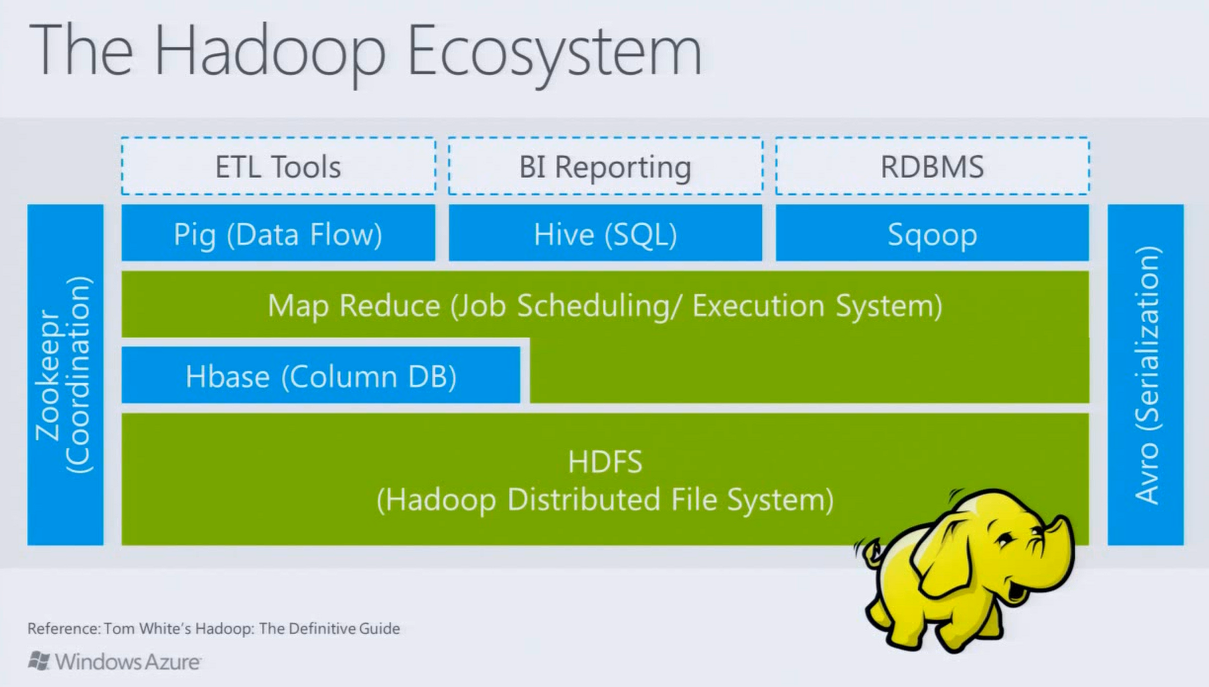 The Hadoop Ecosystem
ETL Tools
BI Reporting
RDBMS
Pig (Data Flow)
Hive (SQL)
Sqoop
Map Reduce (Job Scheduling/ Execution System)
Hbase (Column DB)
HDFS
(Hadoop Distributed File System)
Zookeepr
(Coordination)
Avro (Serialization)
Reference: Tom White's Hadoop: The Definitive Guide
Windows Azure